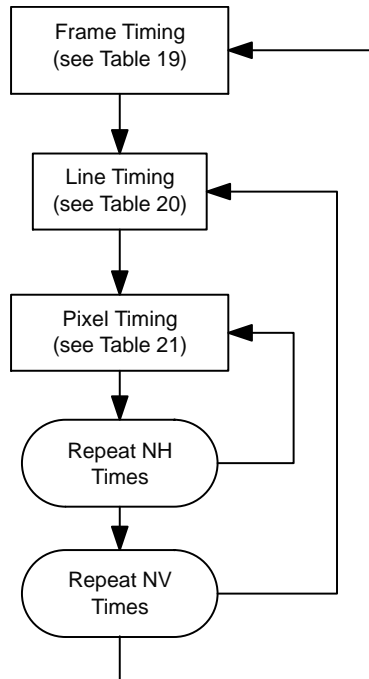 Frame Timing
(see Table 19)
Line Timing
(see Table 20)
Pixel Timing
(see Table 21)
Repeat NH
Times
Repeat NV
Times